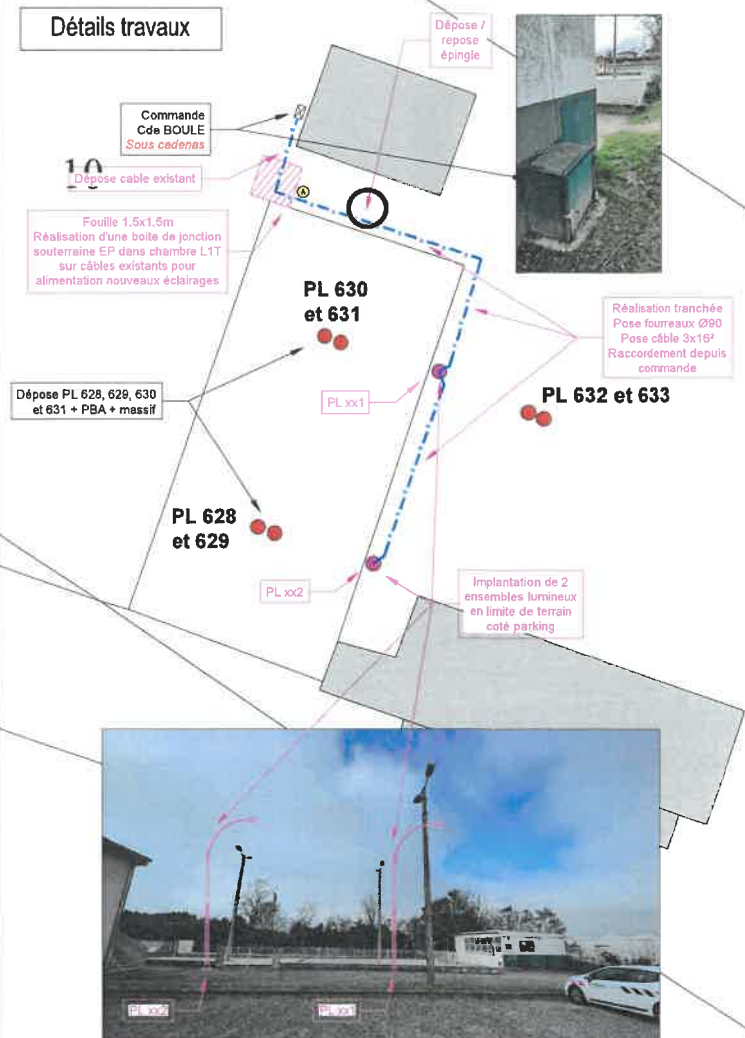 Détails travaux
Dépose /
repose
épingle
Commande
Cde BOULE
Sous cadenas
10
Dépose cable existant
A
Fouille 1.5x1.5m
Réalisation d'une boite de jonction
souterraine EP dans chambre L1T
sur câbles existants pour
alimentation nouveaux éclairages
PL 630
et 631
Réalisation tranchée
Pose fourreaux Ø90
Pose câble 3x16²
Raccordement depuis
commande
Dépose PL 628, 629, 630
et 631 + PBA + massif
PL xx1
PL 632 et 633
PL 628
et 629
PL xx2
Implantation de 2
ensembles lumineux
en limite de terrain
coté parking
PL xx2
PL xx1